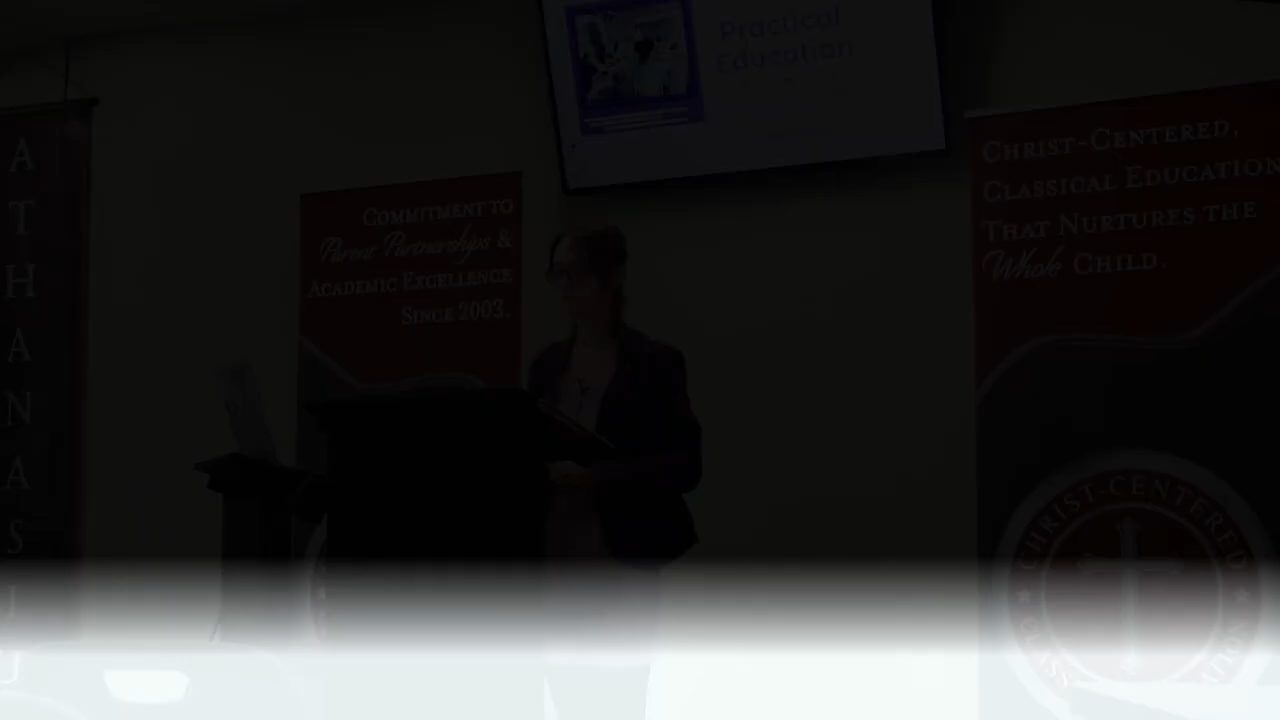 A
T
H
A
N
A
S
I
Practical
Education
COMMITMENT TO
Parent Partnerships &
ACADEMIC EXCELLENCE
SINCE 2003.
CHRIST-CENTERED,
CLASSICAL EDUCATION
THAT NURTURES THE
Whole CHILD.
CHRIST-CENTERED